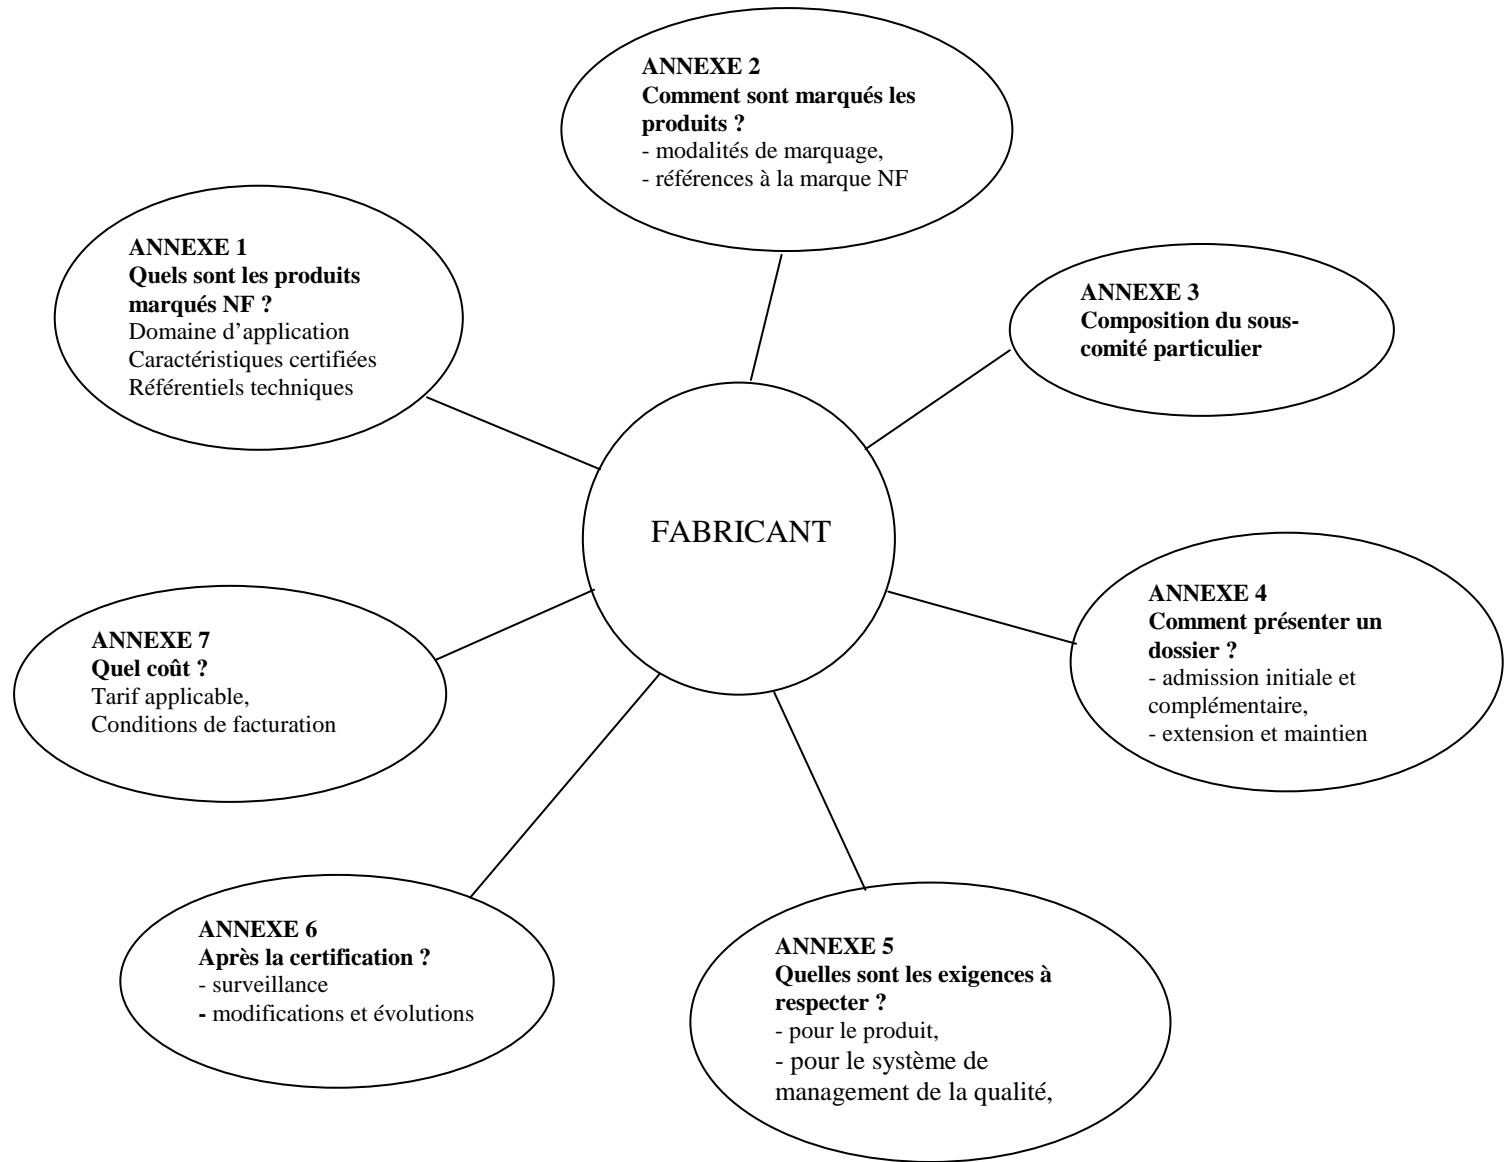 ANNEXE 1
Quels sont les produits
marqués NF ?
Domaine d’application
Caractéristiques certifiées
Référentiels techniques
ANNEXE 2
Comment sont marqués les
produits ?
- modalités de marquage,
- références à la marque NF
ANNEXE 3
Composition du sous-
comité particulier
FABRICANT
ANNEXE 4
Comment présenter un
dossier ?
- admission initiale et
complémentaire,
- extension et maintien
ANNEXE 5
Quelles sont les exigences à
respecter ?
- pour le produit,
- pour le système de
management de la qualité,
ANNEXE 6
Après la certification ?
- surveillance
- modifications et évolutions
ANNEXE 7
Quel coût ?
Tarif applicable,
Conditions de facturation